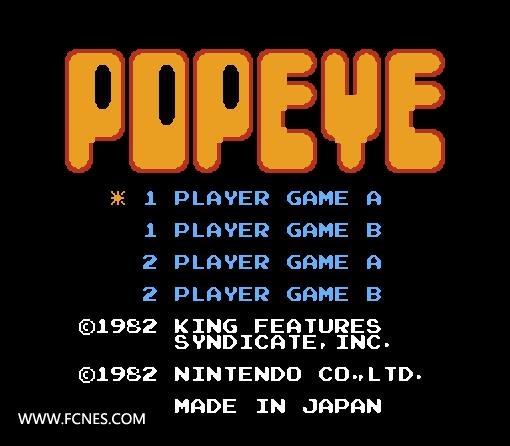 POPEYE
1 PLAYER GAME A
1 PLAYER GAME B
2 PLAYER GAME A
2 PLAYER GAME B
©1982 KING FEATURES
SYNDICATE, INC.
©1982 NINTENDO CO.,LTD.
MADE IN JAPAN
WWW.FCNES.COM